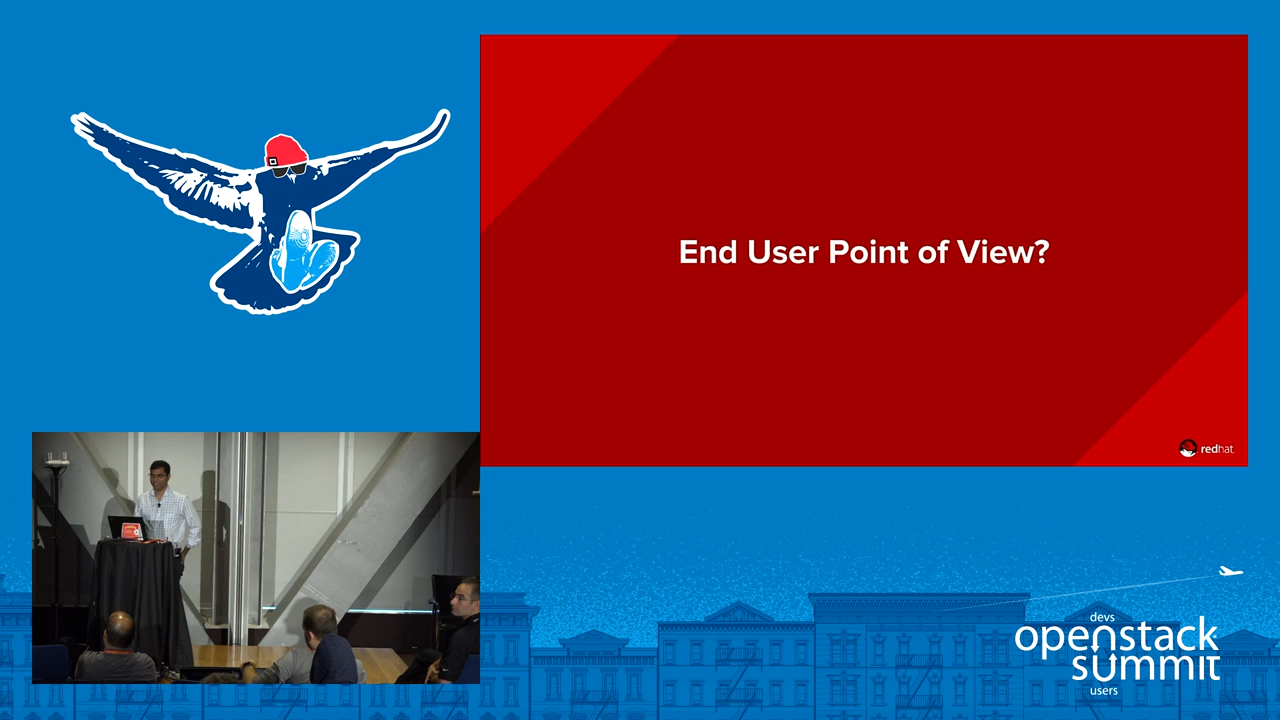 End User Point of View?
redhat.
devs
openstack
summit
users